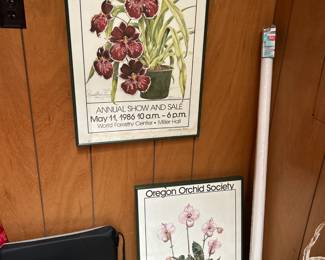 ANNUAL SHOW AND SALE
May 11, 1986 10 a.m. - 6 p.m.
World Forestry Center • Miller Hall
Oregon Orchid Society